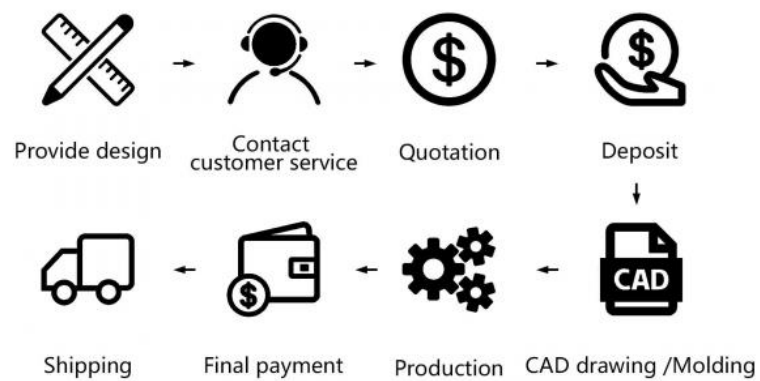 Provide design
Contact
customer service
$
Quotation
$
Deposit
CAD
CAD drawing /Molding
Production
$
Final payment
Shipping